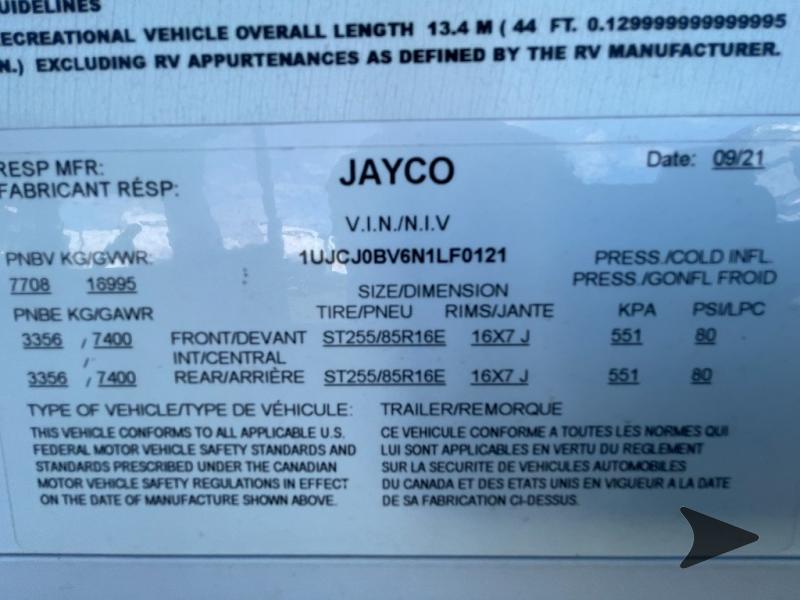 UIDELINES
ECREATIONAL VEHICLE OVERALL LENGTH 13.4 M ( 44 FT. 0.129999999999995
N.) EXCLUDING RV APPURTENANCES AS DEFINED BY THE RV MANUFACTURER.
RESP MFR: JAYCO Date: 09/21
FABRICANT RÉSP:
V.I.N./N.I.V
PNBV KG/GVWR: 1UJCJ0BV6N1LF0121 PRESS./COLD INFL.
7708 16995 SIZE/DIMENSION PRESS./GONFL FROID
PNBE KG/GAWR TIRE/PNEU RIMS/JANTE KPA PSI/LPC
3356 / 7400 FRONT/DEVANT ST255/85R16E 16X7 J 551 80
/ INT/CENTRAL
3356 / 7400 REAR/ARRIÈRE ST255/85R16E 16X7 J 551 80
TYPE OF VEHICLE/TYPE DE VÉHICULE: TRAILER/REMORQUE
THIS VEHICLE CONFORMS TO ALL APPLICABLE U.S.
FEDERAL MOTOR VEHICLE SAFETY STANDARDS AND
STANDARDS PRESCRIBED UNDER THE CANADIAN
MOTOR VEHICLE SAFETY REGULATIONS IN EFFECT
ON THE DATE OF MANUFACTURE SHOWN ABOVE.
CE VEHICULE CONFORME A TOUTES LES NORMES QUI
LUI SONT APPLICABLES EN VERTU DU REGLEMENT
SUR LA SECURITE DE VEHICULES AUTOMOBILES
DU CANADA ET DES ETATS UNIS EN VIGUEUR A LA DATE
DE SA FABRICATION CI-DESSUS.